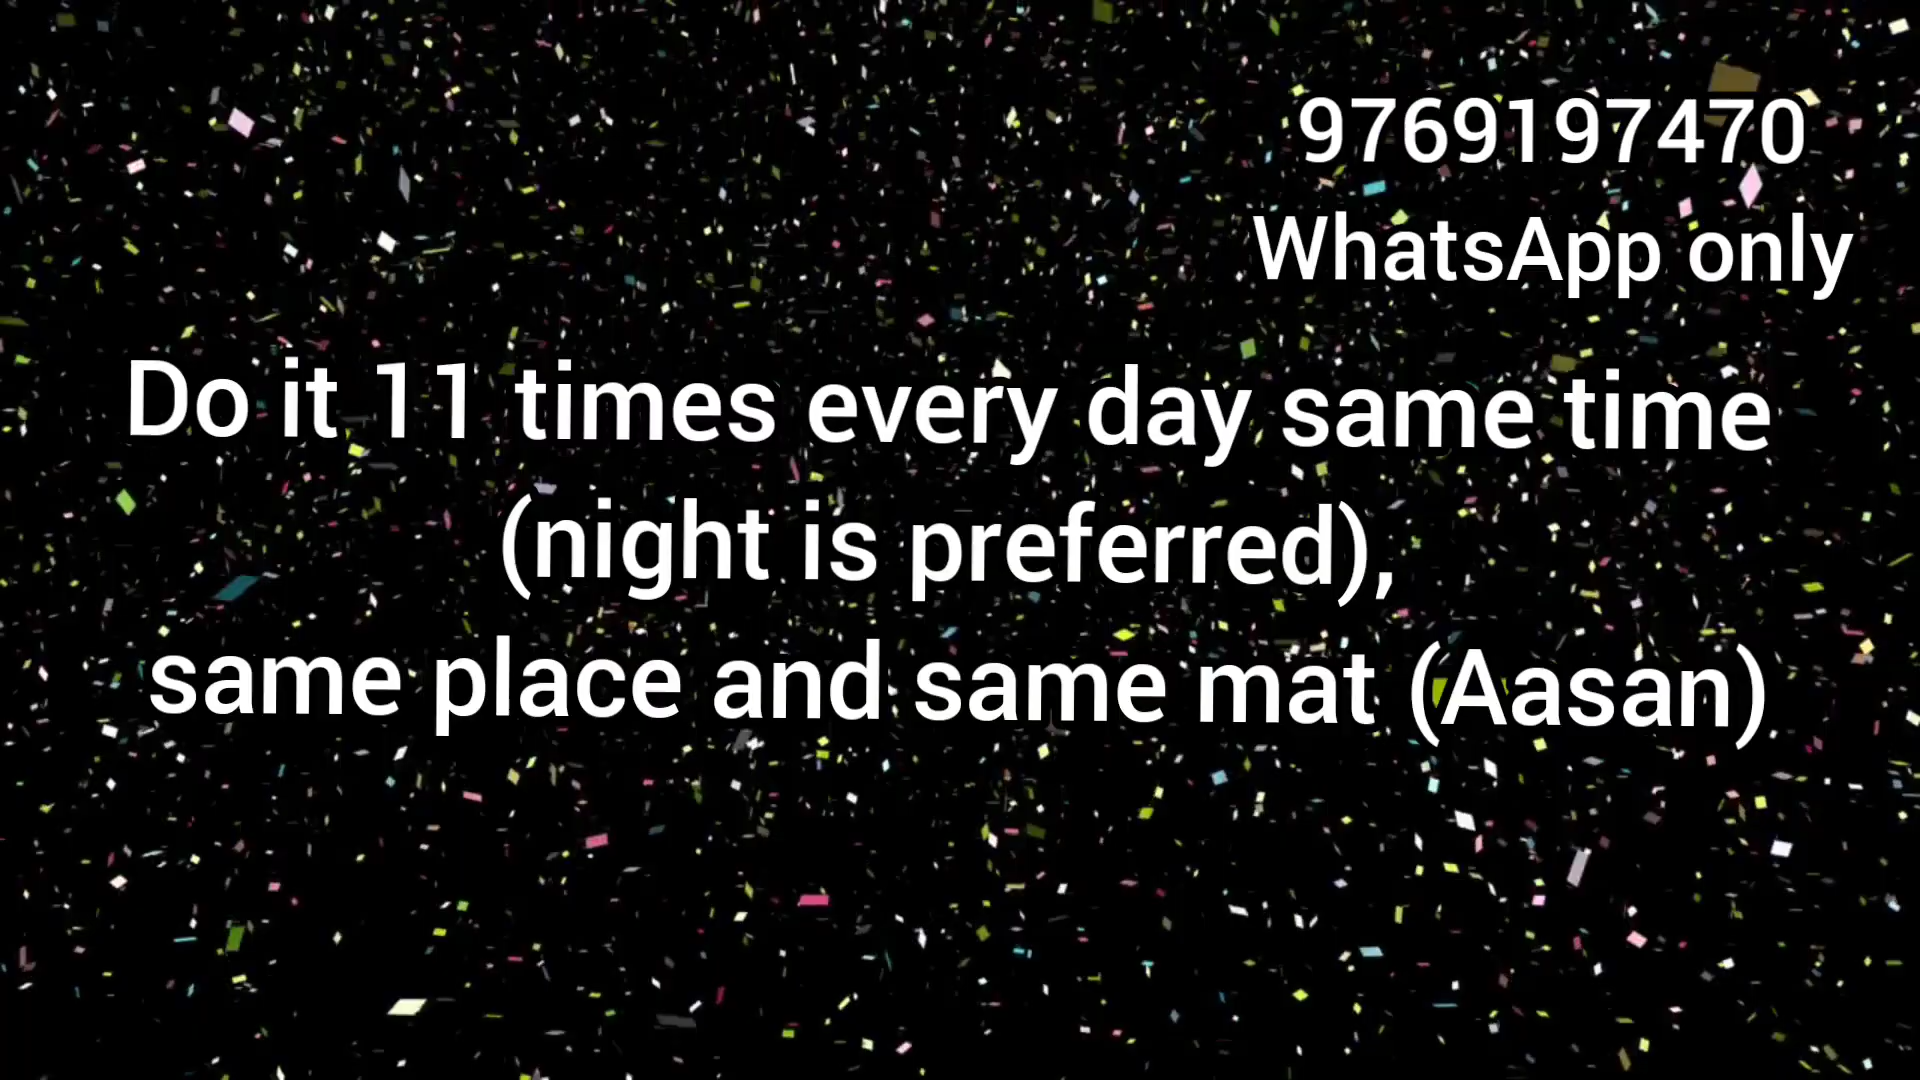 9769197470
WhatsApp only
Do it 11 times every day same time
(night is preferred),
same place and same mat (Aasan)